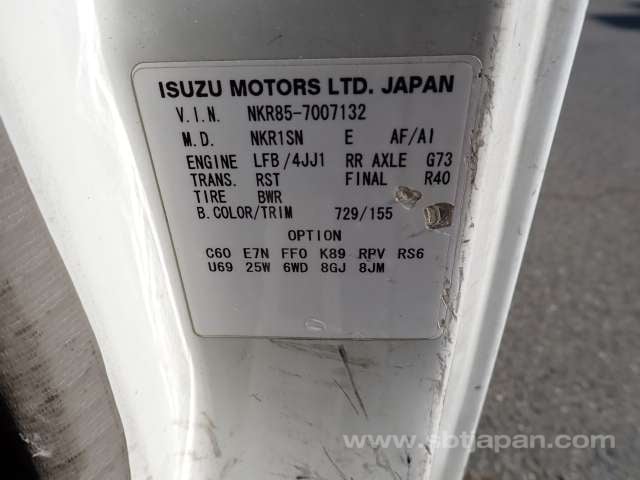 ISUZU MOTORS LTD. JAPAN
V.I.N. NKR85-7007132
M.D. NKR1SN E AF/AI
ENGINE LFB/4JJ1 RR AXLE G73
TRANS. RST FINAL R40
TIRE BWR
B.COLOR/TRIM 729/155
OPTION
C60 E7N FF0 K89 RPV RS6
U69 25W 6WD 8GJ 8JM
www.sbtjapan.com